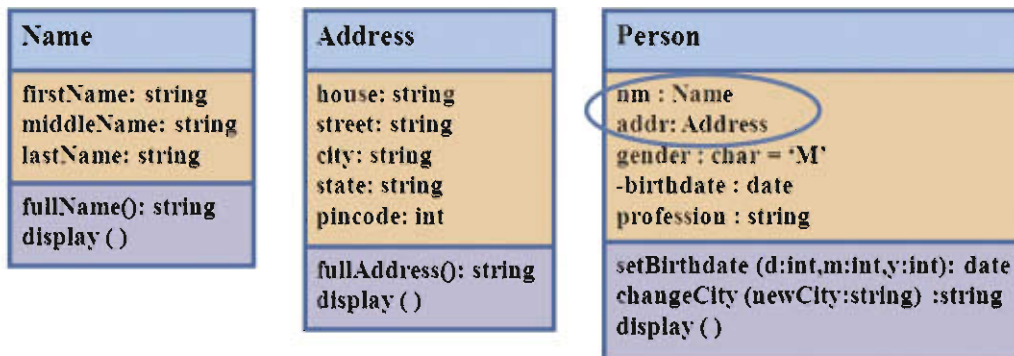 Name
firstName: string
middleName: string
lastName: string
fullName(): string
display ( )
Address
house: string
street: string
city: string
state: string
pincode: int
fullAddress(): string
display ( )
Person
nm : Name
addr: Address
gender : char = ‘M’
-birthdate : date
profession : string
setBirthdate (d:int,m:int,y:int): date
changeCity (newCity:string) :string
display ( )